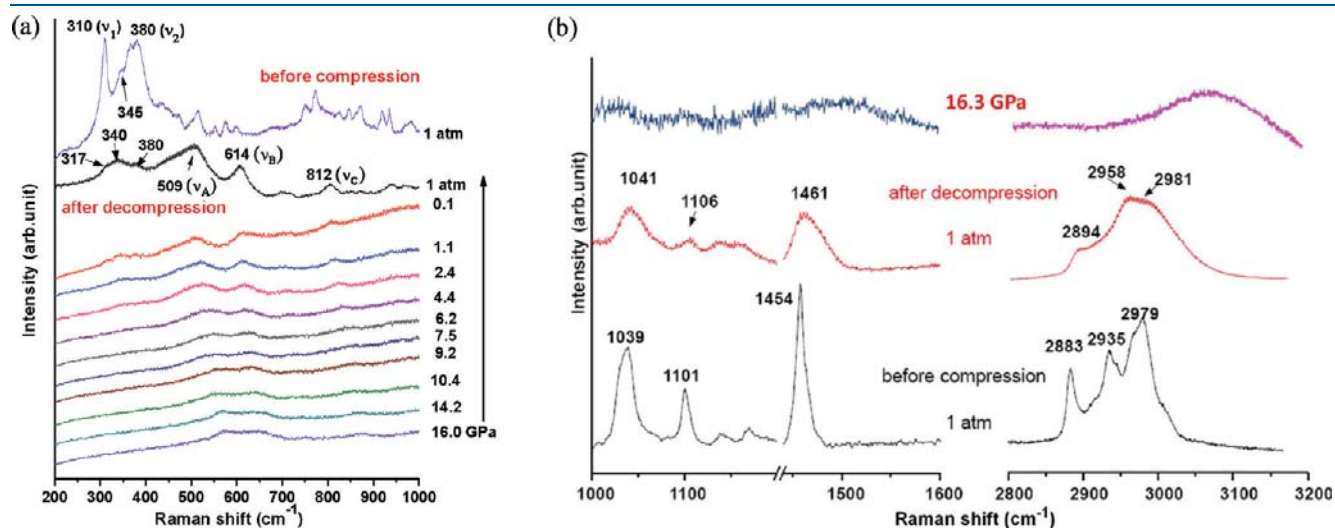 (a)
310 (ν1)
380 (ν2)
before compression
345
1 atm
340
317
380
614 (νB)
509 (νA)
812 (νC)
1 atm
after decompression
0.1
1.1
2.4
4.4
6.2
7.5
9.2
10.4
14.2
16.0 GPa
Intensity (arb.unit)
200 300 400 500 600 700 800 900 1000
Raman shift (cm⁻¹)
(b)
16.3 GPa
1041
1106
1461
after decompression
1 atm
2958
2981
2894
1039
1101
1454
before compression
1 atm
2883
2935
2979
Intensity (arb.unit)
1000 1100 1500 1600 2800 2900 3000 3100 3200
Raman shift (cm⁻¹)
Raman shift (cm⁻¹)